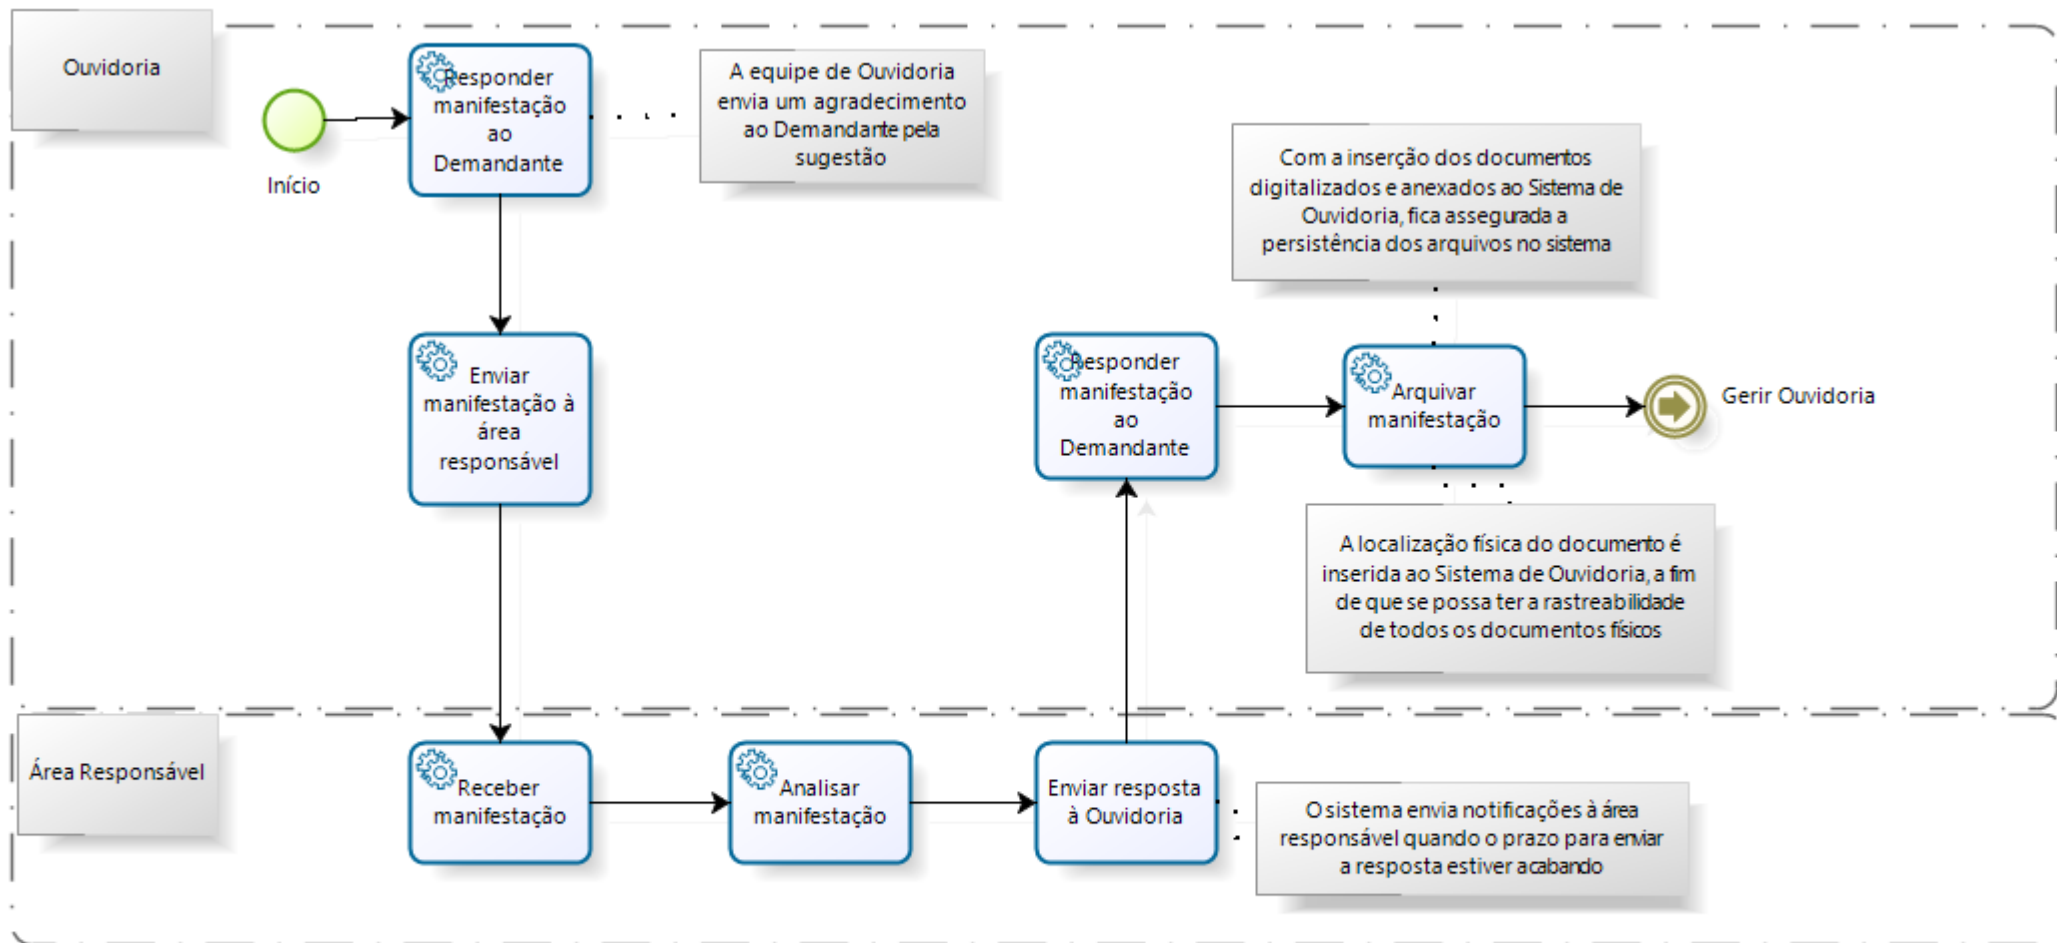 Ouvidoria
Início
Responder
manifestação
ao
Demandante
A equipe de Ouvidoria
envia um agradecimento
ao Demandante pela
sugestão
Com a inserção dos documentos
digitalizados e anexados ao Sistema de
Ouvidoria, fica assegurada a
persistência dos arquivos no sistema
Enviar
manifestação à
área
responsável
Responder
manifestação
ao
Demandante
Arquivar
manifestação
Gerir Ouvidoria
A localização física do documento é
inserida ao Sistema de Ouvidoria, a fim
de que se possa ter a rastreabilidade
de todos os documentos físicos
Área Responsável
Receber
manifestação
Analisar
manifestação
Enviar resposta
à Ouvidoria
O sistema envia notificações à área
responsável quando o prazo para enviar
a resposta estiver acabando